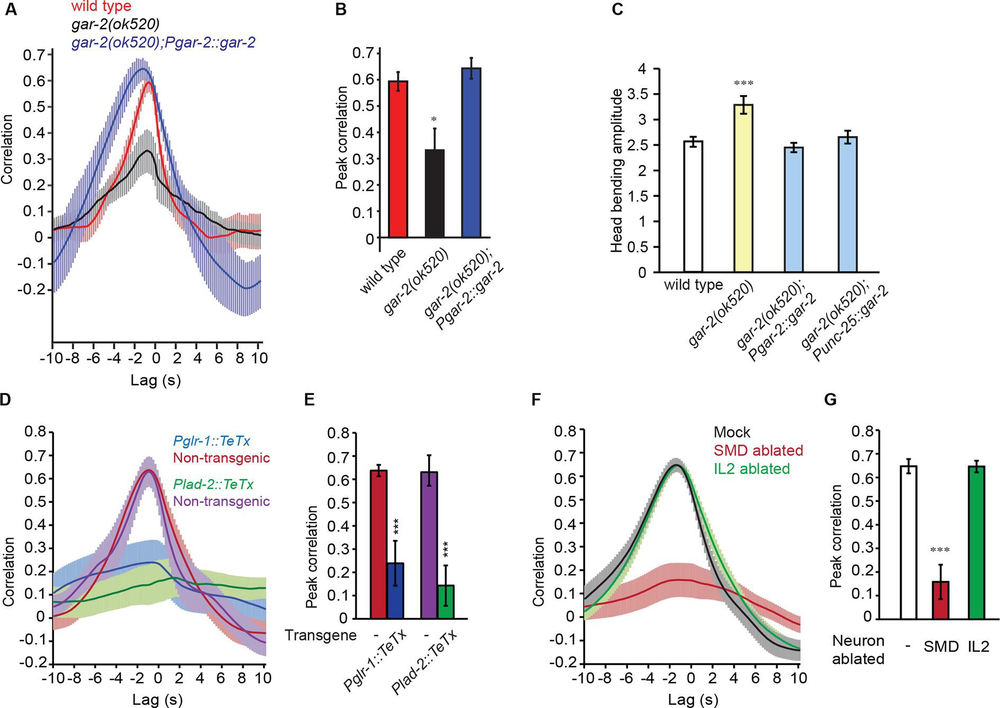 A
wild type
gar-2(ok520)
gar-2(ok520);Pgar-2::gar-2
0.7
0.6
0.5
0.4
0.3
0.2
0.1
0
-0.1
-0.2
Correlation
-10 -8 -6 -4 -2 0 2 4 6 8 10
Lag (s)
B
0.7
0.6
0.5
0.4
0.3
0.2
0.1
0
Peak correlation
*
wild type
gar-2(ok520)
gar-2(ok520);
Pgar-2::gar-2
C
4
3.5
3
2.5
2
1.5
1
0.5
0
Head bending amplitude
***
wild type
gar-2(ok520)
gar-2(ok520);
Pgar-2::gar-2
gar-2(ok520);
Punc-25::gar-2
D
0.8
0.7
0.6
0.5
0.4
0.3
0.2
0.1
0
-0.1
-0.2
Correlation
Pglr-1::TeTx
Non-transgenic
Plad-2::TeTx
Non-transgenic
-10 -8 -6 -4 -2 0 2 4 6 8 10
Lag (s)
E
0.8
0.7
0.6
0.5
0.4
0.3
0.2
0.1
0
Peak correlation
***
***
Transgene - Pglr-1::TeTx - Plad-2::TeTx
F
0.8
0.7
0.6
0.5
0.4
0.3
0.2
0.1
0
-0.1
-0.2
Correlation
Mock
SMD ablated
IL2 ablated
-10 -8 -6 -4 -2 0 2 4 6 8 10
Lag (s)
G
0.8
0.7
0.6
0.5
0.4
0.3
0.2
0.1
0
Peak correlation
***
Neuron
ablated
- SMD IL2